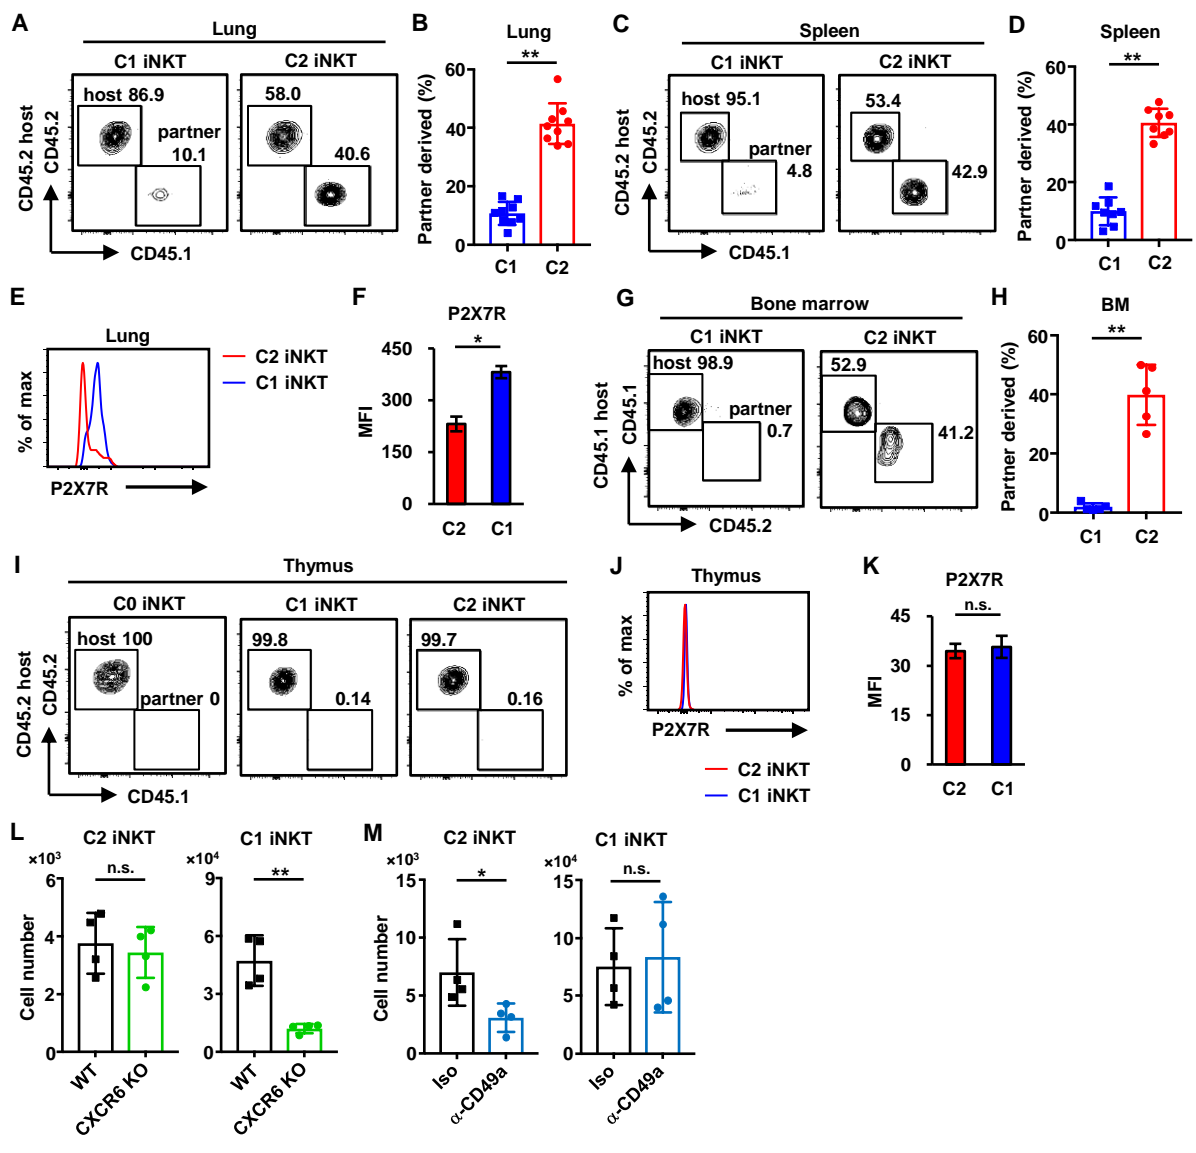 A
Lung
C1 iNKT
C2 iNKT
host 86.9
partner
10.1
58.0
40.6
CD45.2 host
CD45.2
CD45.1
B
Lung
**
Partner derived (%)
60
40
20
0
C1
C2
C
Spleen
C1 iNKT
C2 iNKT
host 95.1
partner
4.8
53.4
42.9
CD45.2 host
CD45.2
CD45.1
D
Spleen
**
Partner derived (%)
60
40
20
0
C1
C2
E
Lung
% of max
P2X7R
C2 iNKT
C1 iNKT
F
P2X7R
*
MFI
450
300
150
0
C2
C1
G
Bone marrow
C1 iNKT
C2 iNKT
host 98.9
partner
0.7
52.9
41.2
CD45.1 host
CD45.1
CD45.2
H
BM
**
Partner derived (%)
60
40
20
0
C1
C2
I
Thymus
C0 iNKT
C1 iNKT
C2 iNKT
host 100
partner 0
99.8
0.14
99.7
0.16
CD45.2 host
CD45.2
CD45.1
J
Thymus
% of max
P2X7R
C2 iNKT
C1 iNKT
K
P2X7R
n.s.
MFI
45
30
15
0
C2
C1
L
C2 iNKT
×10³
n.s.
Cell number
6
4
2
0
WT
CXCR6 KO
C1 iNKT
×10⁴
**
9
6
3
0
WT
CXCR6 KO
M
C2 iNKT
×10³
*
Cell number
15
10
5
0
Iso
α-CD49a
C1 iNKT
×10⁴
n.s.
15
10
5
0
Iso
α-CD49a